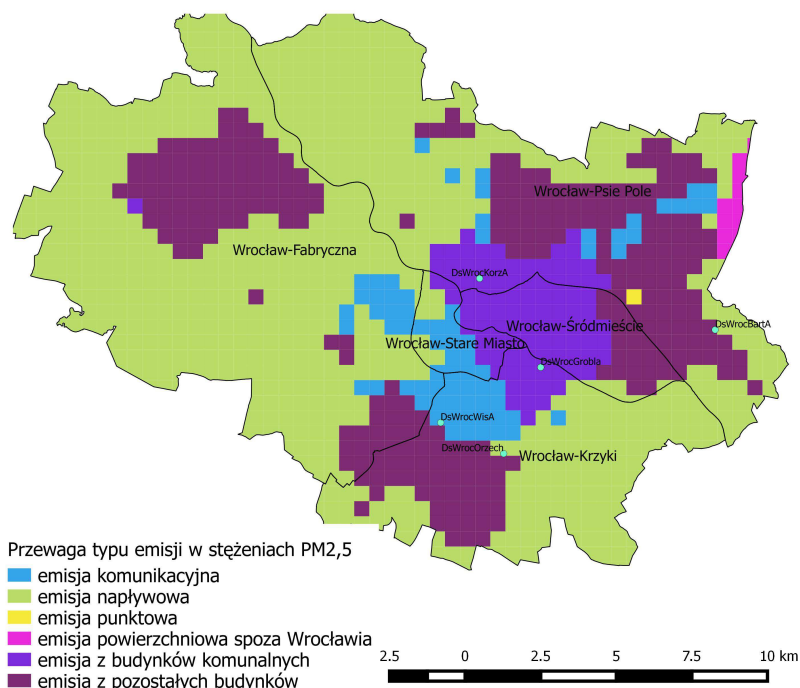 Wrocław-Psie Pole
Wrocław-Fabryczna
DsWrocKorzA
Wrocław-Śródmieście
DsWrocBartA
Wrocław-Stare Miasto
DsWrocGrobla
DsWrocWisA
DsWrocOrzech
Wrocław-Krzyki
Przewaga typu emisji w stężeniach PM2,5
emisja komunikacyjna
emisja napływowa
emisja punktowa
emisja powierzchniowa spoza Wrocławia
emisja z budynków komunalnych
emisja z pozostałych budynków
2.5 0 2.5 5 7.5 10 km